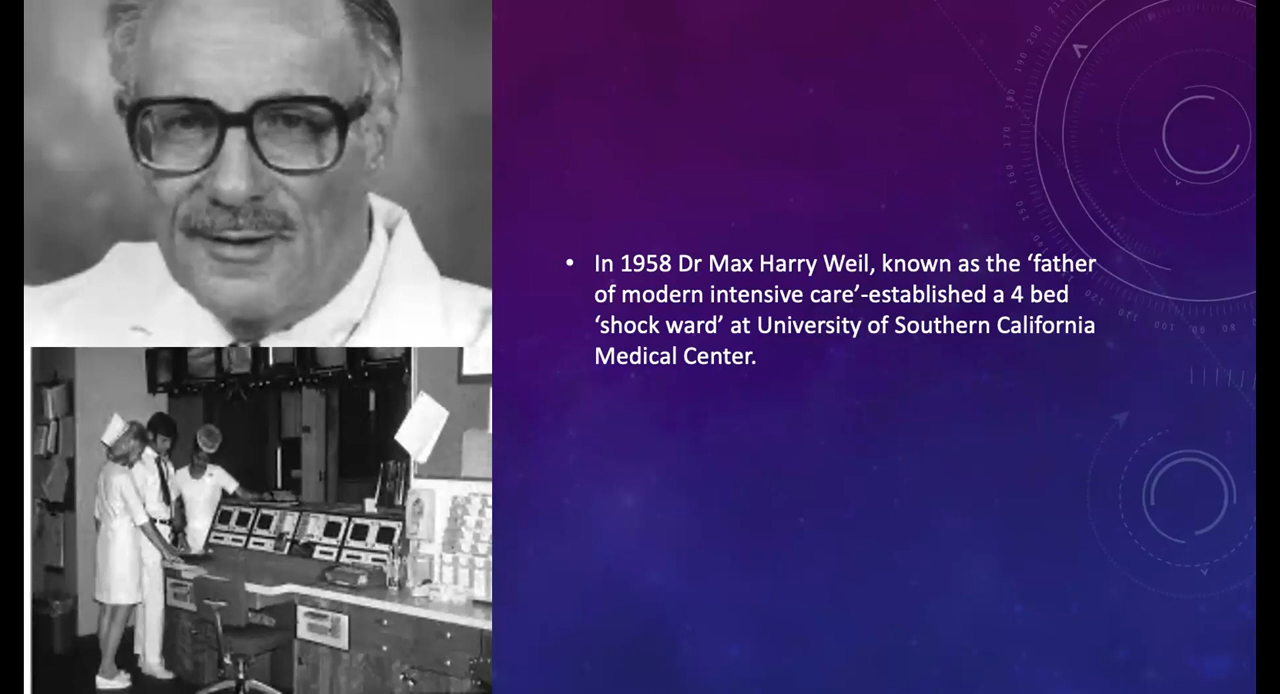 • In 1958 Dr Max Harry Weil, known as the ‘father
of modern intensive care’-established a 4 bed
‘shock ward’ at University of Southern California
Medical Center.